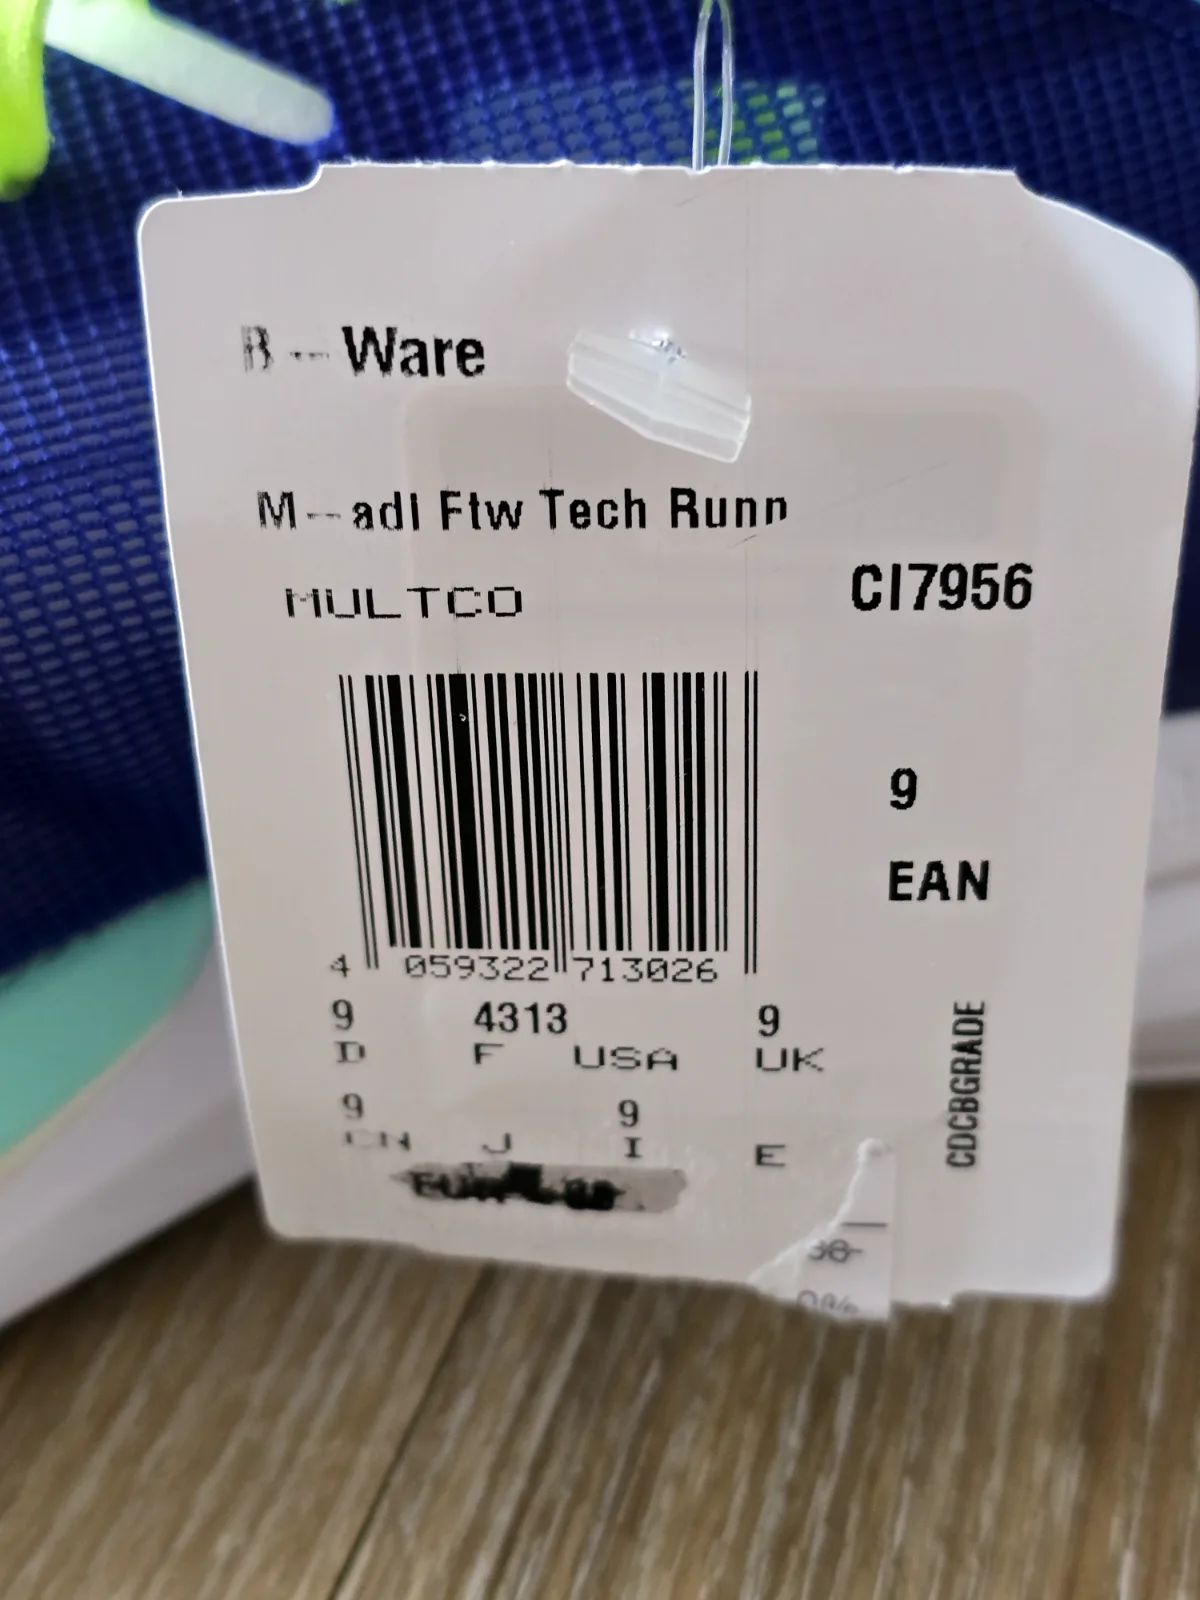 B -- Ware
M -- adi Ftw Tech Runn
MULTCO
CI7956
9
EAN
4 059322 713026
9 4313 9
D F USA UK
9 9
CN J I E
CDCBGRADE